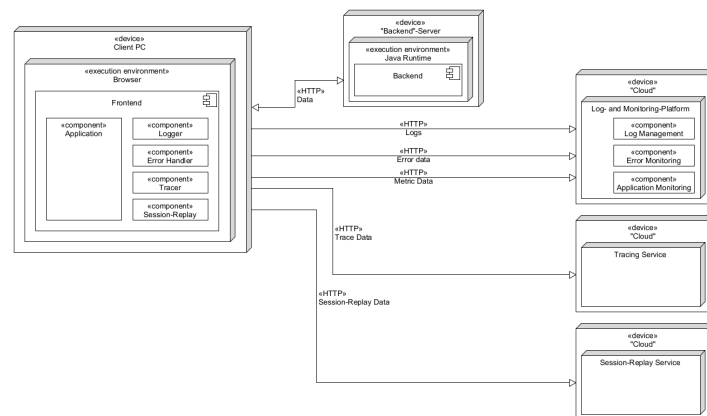 «device»
Client PC
«execution environment»
Browser
Frontend
«component»
Application
«component»
Logger
«component»
Error Handler
«component»
Tracer
«component»
Session-Replay
«device»
"Backend"-Server
«execution environment»
Java Runtime
Backend
«HTTP»
Data
«HTTP»
Logs
«HTTP»
Error data
«HTTP»
Metric Data
«HTTP»
Trace Data
«HTTP»
Session-Replay Data
«device»
"Cloud"
Log- and Monitoring-Platform
«component»
Log Management
«component»
Error Monitoring
«component»
Application Monitoring
«device»
"Cloud"
Tracing Service
«device»
"Cloud"
Session-Replay Service